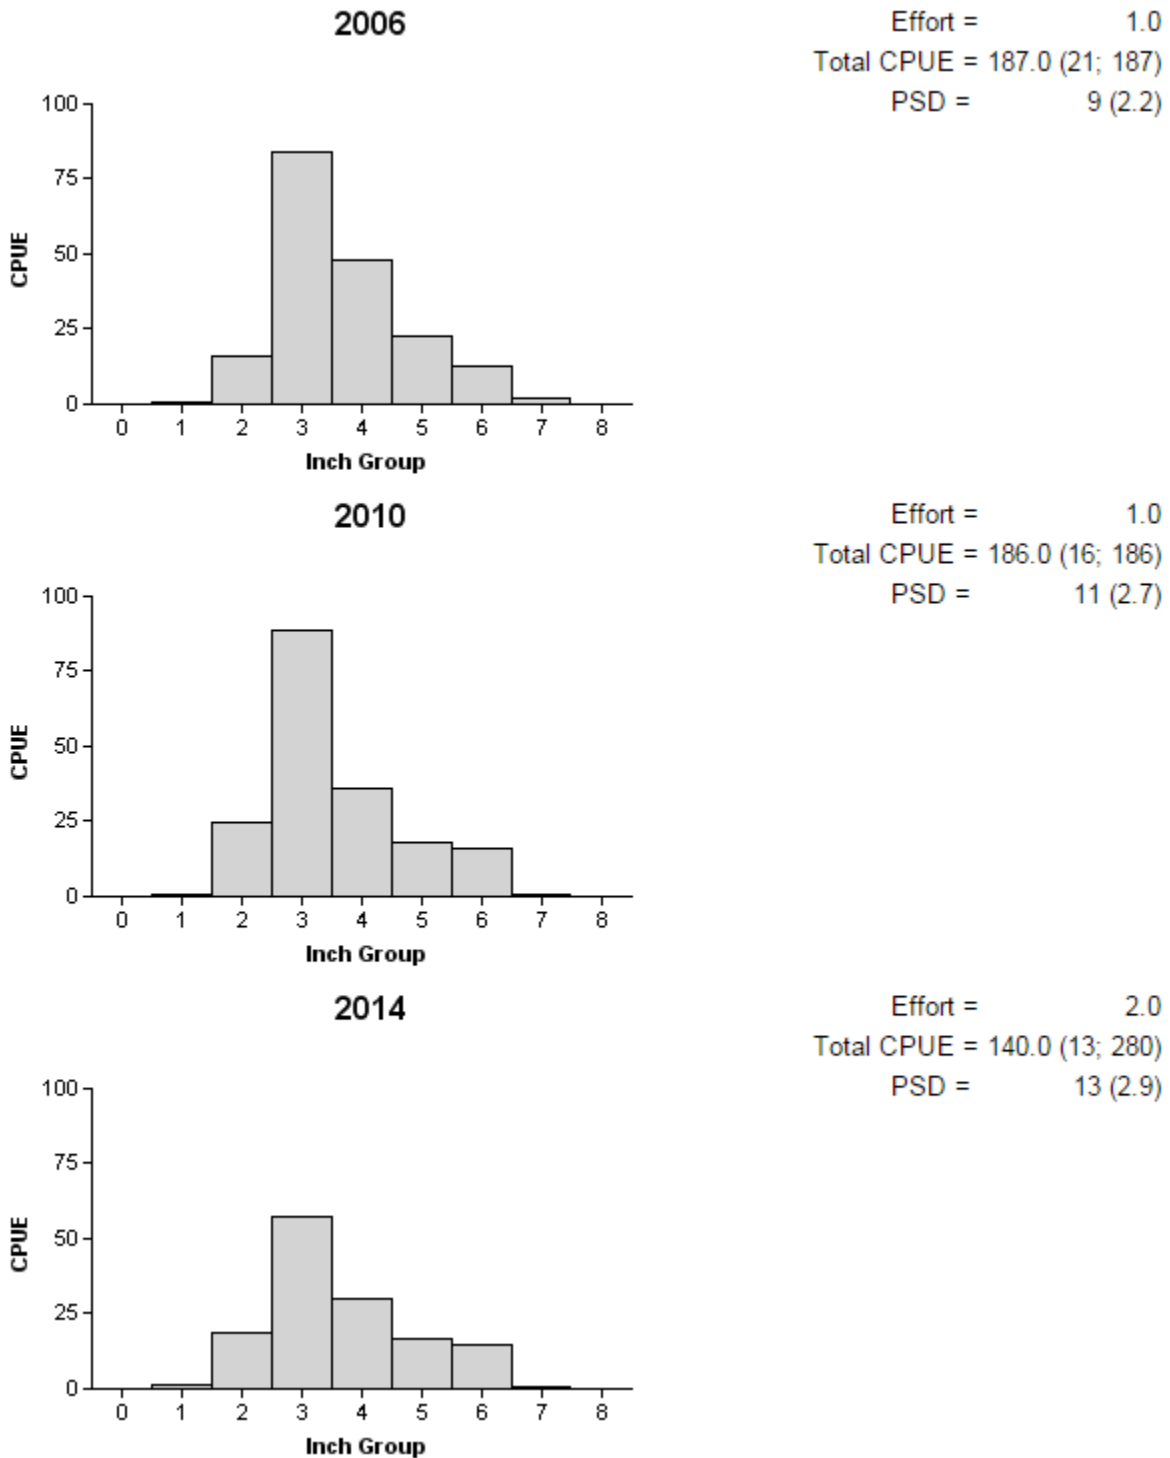 2006
Effort = 1.0
Total CPUE = 187.0 (21; 187)
PSD = 9 (2.2)
100
75
50
25
0
CPUE
0 1 2 3 4 5 6 7 8
Inch Group
2010
Effort = 1.0
Total CPUE = 186.0 (16; 186)
PSD = 11 (2.7)
100
75
50
25
0
CPUE
0 1 2 3 4 5 6 7 8
Inch Group
2014
Effort = 2.0
Total CPUE = 140.0 (13; 280)
PSD = 13 (2.9)
100
75
50
25
0
CPUE
0 1 2 3 4 5 6 7 8
Inch Group